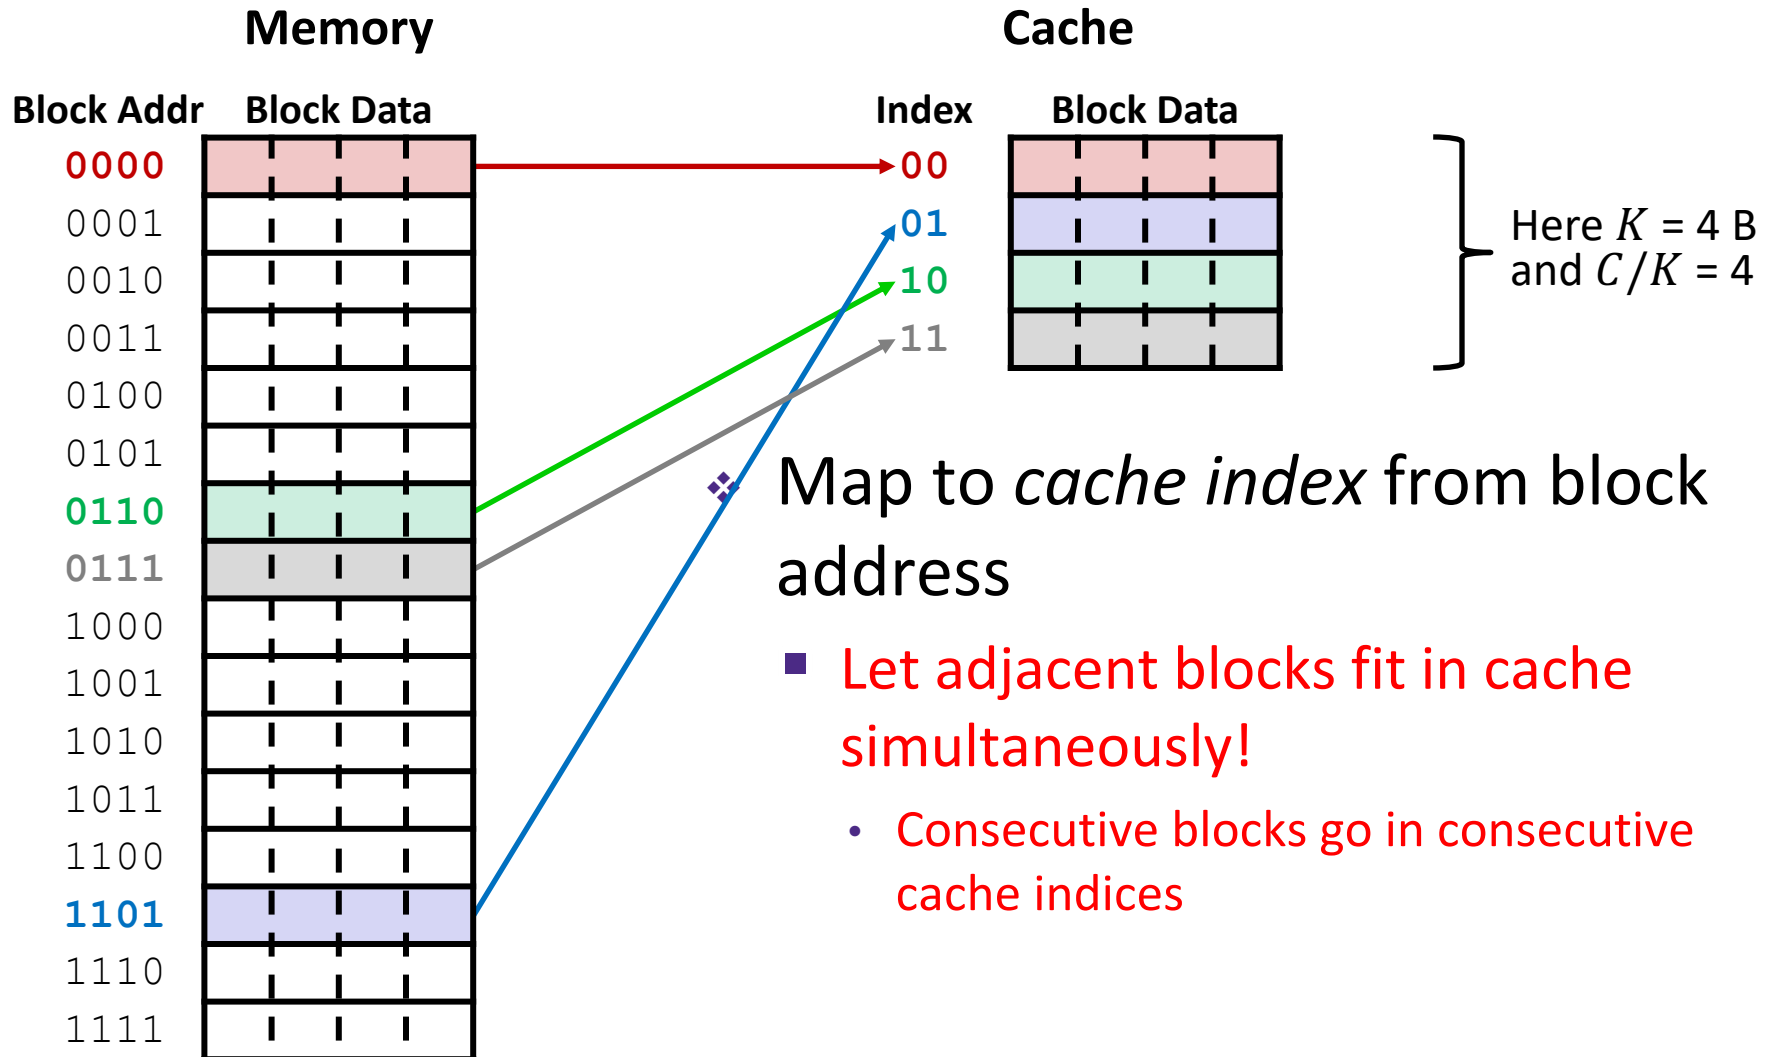 Memory
Cache
Block Addr Block Data
Index Block Data
0000
0001
0010
0011
0100
0101
0110
0111
1000
1001
1010
1011
1100
1101
1110
1111
00
01
10
11
Here K = 4 B
and C/K = 4
❖ Map to cache index from block
address
▪ Let adjacent blocks fit in cache
simultaneously!
• Consecutive blocks go in consecutive
cache indices